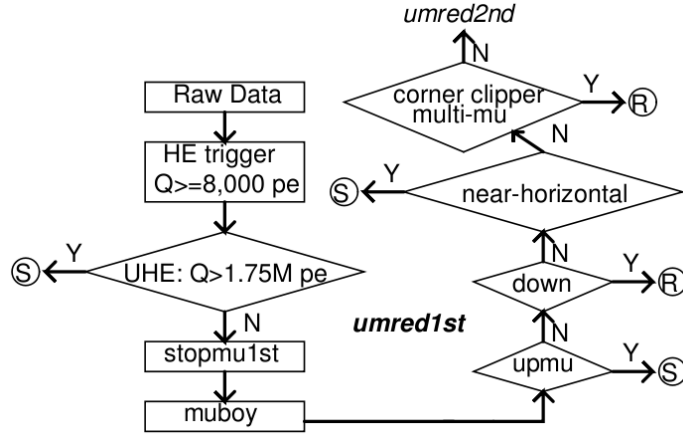 umred2nd
N
corner clipper
multi-mu
Y
R
Raw Data
HE trigger
Q>=8,000 pe
N
Y
S
near-horizontal
Y
S
UHE: Q>1.75M pe
N
Y
down
R
N
umred1st
N
stopmu1st
Y
upmu
S
muboy